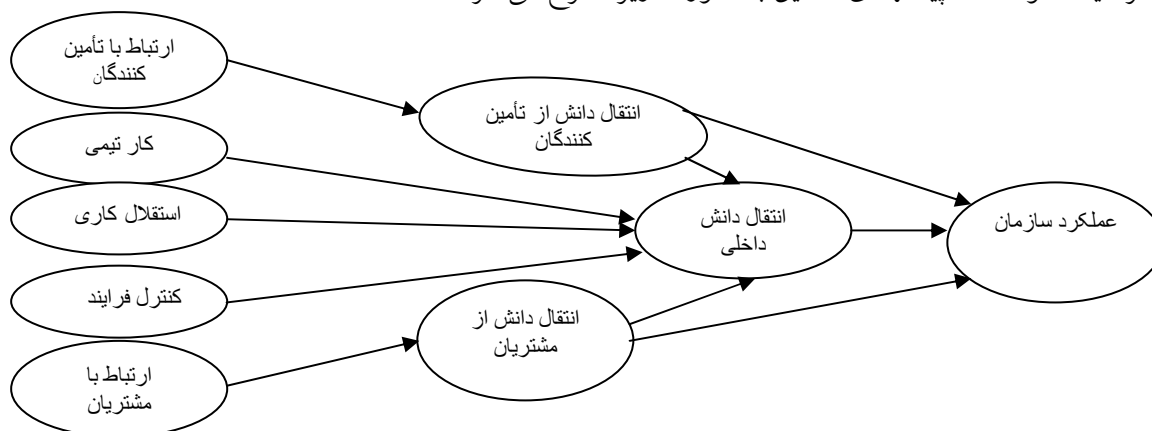 ارتباط با تأمین
کنندگان
انتقال دانش از تأمین
کنندگان
کار تیمی
استقلال کاری
انتقال دانش
داخلی
عملکرد سازمان
کنترل فرایند
انتقال دانش از
مشتریان
ارتباط با
مشتریان